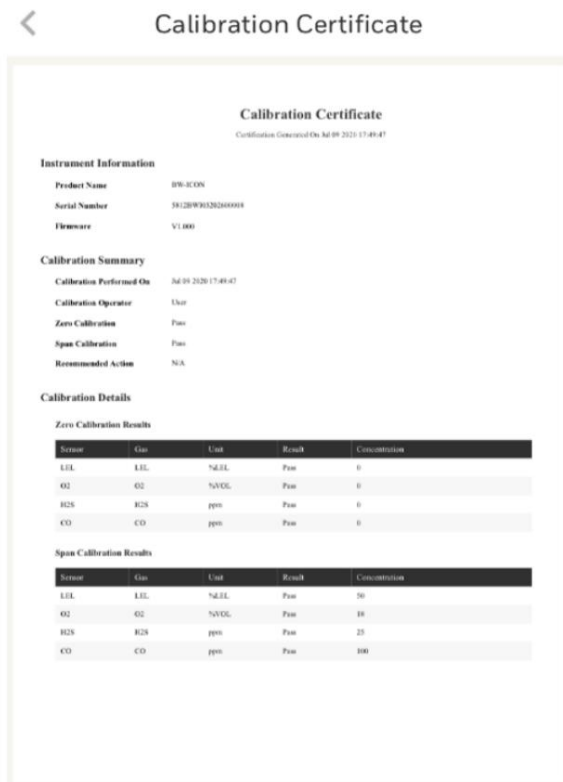 Calibration Certificate
Calibration Certificate
Certification Generated On Jul 09 2020 17:49:47
Instrument Information
Product Name BW-ICON
Serial Number
Firmware V1.000
Calibration Summary
Calibration Performed On Jul 09 2020 17:49:47
Calibration Operator User
Zero Calibration Pass
Span Calibration Pass
Recommended Action N/A
Calibration Details
Zero Calibration Results
Sensor Gas Unit Result Concentration
LEL LEL %LEL Pass 0
O2 O2 %VOL Pass 0
H2S H2S ppm Pass 0
CO CO ppm Pass 0
Span Calibration Results
Sensor Gas Unit Result Concentration
LEL LEL %LEL Pass 50
O2 O2 %VOL Pass 18
H2S H2S ppm Pass 25
CO CO ppm Pass 100